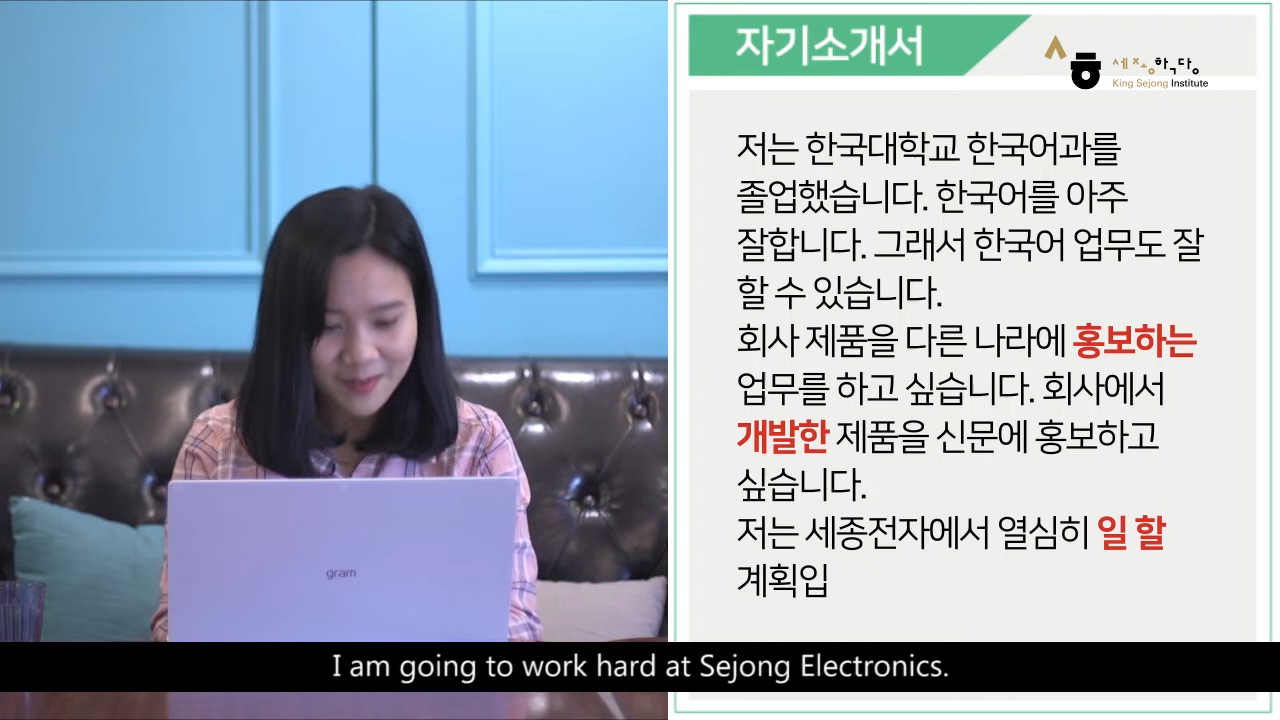 자기소개서
세종학당
King Sejong Institute
저는 한국대학교 한국어과를
졸업했습니다. 한국어를 아주
잘합니다. 그래서 한국어 업무도 잘
할 수 있습니다.
회사 제품을 다른 나라에 홍보하는
업무를 하고 싶습니다. 회사에서
개발한 제품을 신문에 홍보하고
싶습니다.
저는 세종전자에서 열심히 일 할
계획입
gram
I am going to work hard at Sejong Electronics.